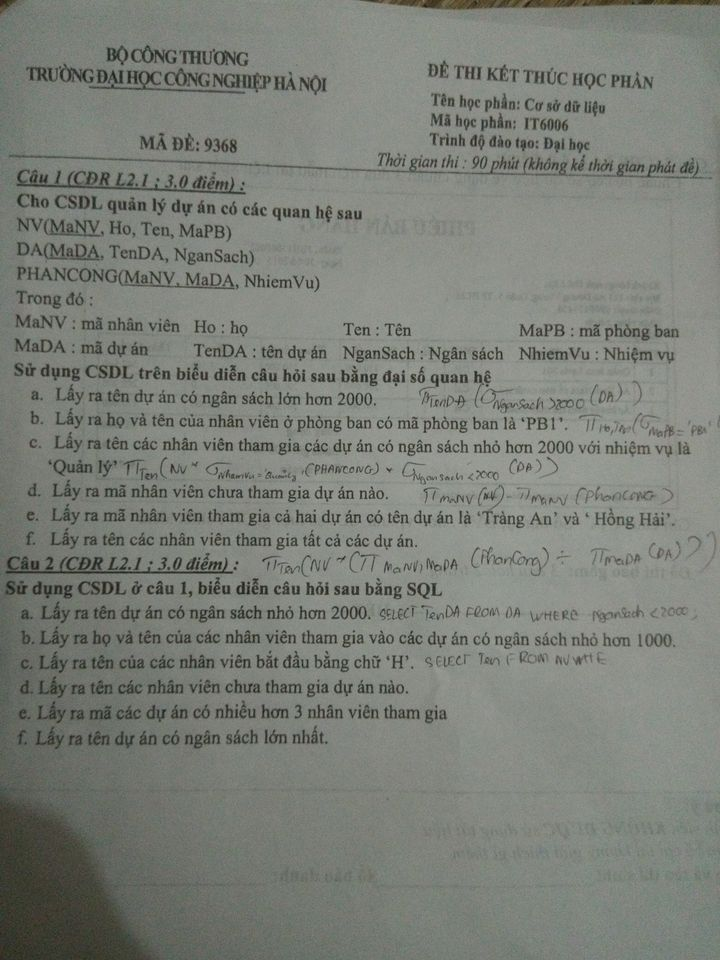 BỘ CÔNG THƯƠNG
TRƯỜNG ĐẠI HỌC CÔNG NGHIỆP HÀ NỘI
MÃ ĐỀ: 9368
ĐỀ THI KẾT THÚC HỌC PHẦN
Tên học phần: Cơ sở dữ liệu
Mã học phần: IT6006
Trình độ đào tạo: Đại học
Thời gian thi : 90 phút (không kể thời gian phát đề)
Câu 1 (CĐR L2.1 ; 3.0 điểm) :
Cho CSDL quản lý dự án có các quan hệ sau
NV(MaNV, Ho, Ten, MaPB)
DA(MaDA, TenDA, NganSach)
PHANCONG(MaNV, MaDA, NhiemVu)
Trong đó :
MaNV : mã nhân viên Ho : họ Ten : Tên MaPB : mã phòng ban
MaDA : mã dự án TenDA : tên dự án NganSach : Ngân sách NhiemVu : Nhiệm vụ
Sử dụng CSDL trên biểu diễn câu hỏi sau bằng đại số quan hệ
a. Lấy ra tên dự án có ngân sách lớn hơn 2000. π TenDA (σ NganSach >2000 (DA))
b. Lấy ra họ và tên của nhân viên ở phòng ban có mã phòng ban là 'PB1'. π Ho,Ten (σ MaPB='PB1' (
c. Lấy ra tên các nhân viên tham gia các dự án có ngân sách nhỏ hơn 2000 với nhiệm vụ là
'Quản lý' π Ten (NV * σ NhiemVu = Quản lý (PHANCONG) * σ Ngansach <2000 (DA))
d. Lấy ra mã nhân viên chưa tham gia dự án nào. π MaNV (NV) - π MaNV (PhanCONG)
e. Lấy ra mã nhân viên tham gia cả hai dự án có tên dự án là 'Tràng An' và ' Hồng Hải'.
f. Lấy ra tên các nhân viên tham gia tất cả các dự án.
Câu 2 (CĐR L2.1 ; 3.0 điểm) : π Ten (NV * (π MaNV, MaDA (PhanCong) ÷ π MaDA (DA)))
Sử dụng CSDL ở câu 1, biểu diễn câu hỏi sau bằng SQL
a. Lấy ra tên dự án có ngân sách nhỏ hơn 2000. SELECT TenDA FROM DA WHERE NganSach <2000;
b. Lấy ra họ và tên của các nhân viên tham gia vào các dự án có ngân sách nhỏ hơn 1000.
c. Lấy ra tên của các nhân viên bắt đầu bằng chữ 'H'. SELECT Ten FROM NV WHE
d. Lấy ra tên các nhân viên chưa tham gia dự án nào.
e. Lấy ra mã các dự án có nhiều hơn 3 nhân viên tham gia
f. Lấy ra tên dự án có ngân sách lớn nhất.